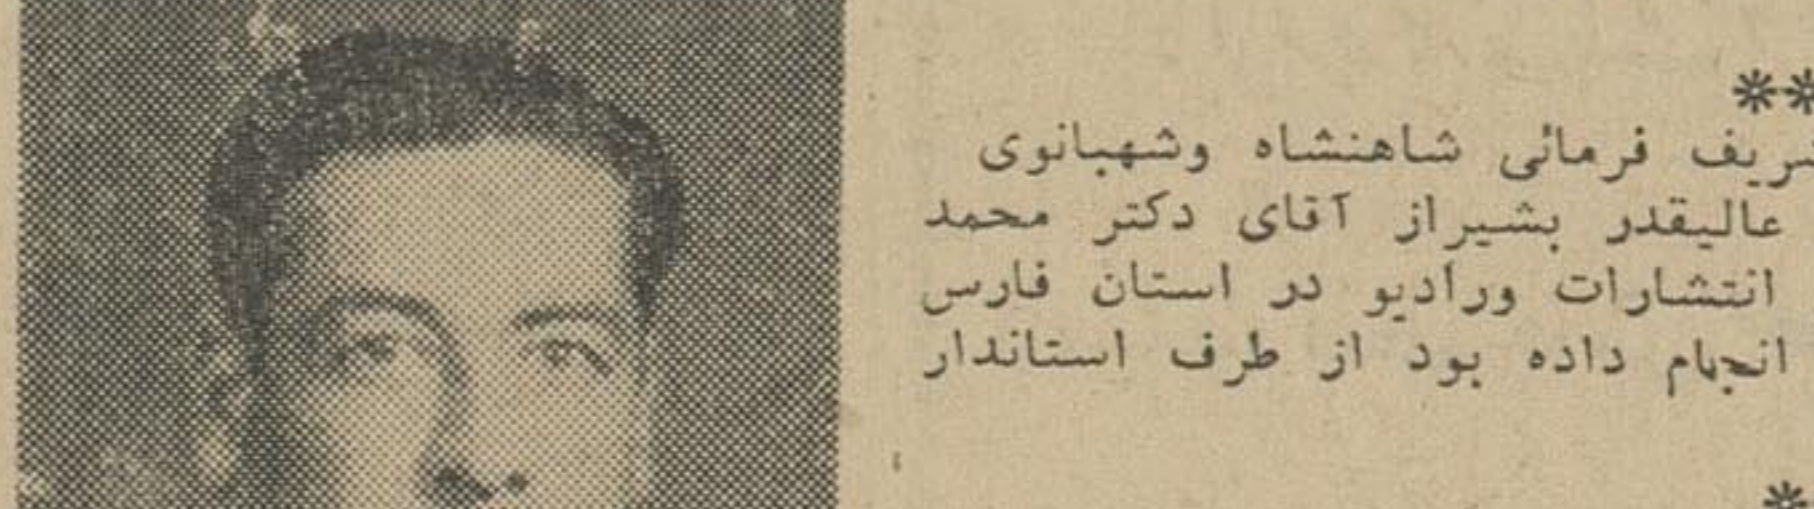 **
فرمائی شاهنشاه وشهبانوی
عالیقدر بشیراز آقای دکتر محمد
انتشارات ورادیو در استان فارس
انجام داده بود از طرف استاندار
*